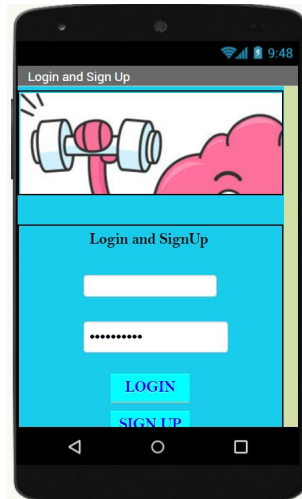 9:48
Login and Sign Up
Login and SignUp
••••••••••
LOGIN
SIGN UP